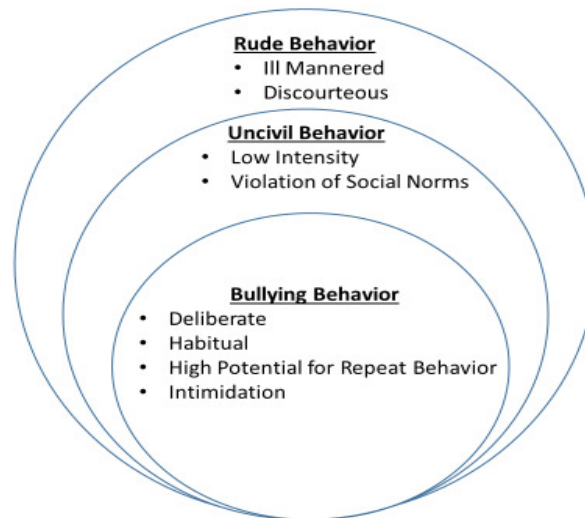 Rude Behavior
• Ill Mannered
• Discourteous
Uncivil Behavior
• Low Intensity
• Violation of Social Norms
Bullying Behavior
• Deliberate
• Habitual
• High Potential for Repeat Behavior
• Intimidation